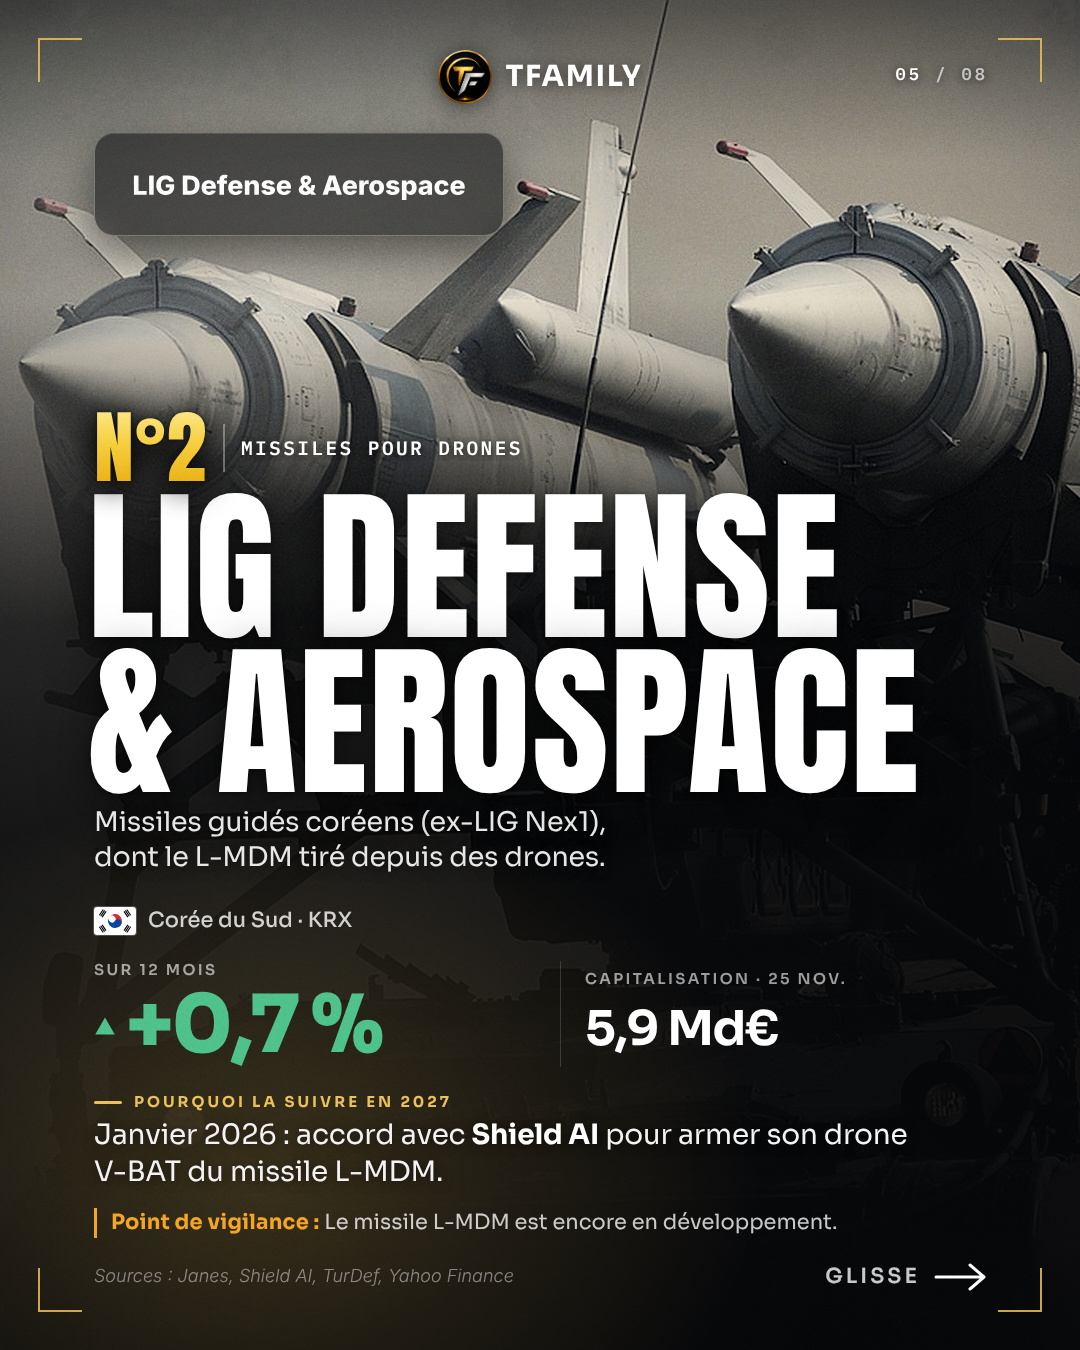 TFAMILY
05 / 08
LIG Defense & Aerospace
N°2
MISSILES POUR DRONES
LIG DEFENSE
& AEROSPACE
Missiles guidés coréens (ex-LIG Nex1),
dont le L-MDM tiré depuis des drones.
Corée du Sud · KRX
SUR 12 MOIS
▲ +0,7 %
CAPITALISATION · 25 NOV.
5,9 Md€
POURQUOI LA SUIVRE EN 2027
Janvier 2026 : accord avec Shield AI pour armer son drone
V-BAT du missile L-MDM.
Point de vigilance : Le missile L-MDM est encore en développement.
Sources : Janes, Shield AI, TurDef, Yahoo Finance
GLISSE →